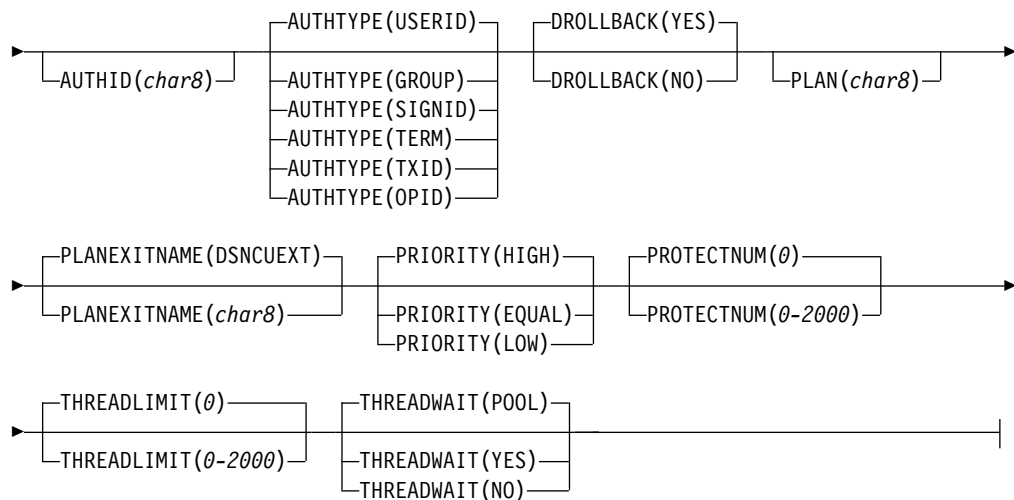 AUTHTYPE(USERID) DROLLBACK(YES)
AUTHID(char8) AUTHTYPE(GROUP) DROLLBACK(NO) PLAN(char8)
AUTHTYPE(SIGNID)
AUTHTYPE(TERM)
AUTHTYPE(TXID)
AUTHTYPE(OPID)
PLANEXITNAME(DSNCUEXT) PRIORITY(HIGH) PROTECTNUM(0)
PLANEXITNAME(char8) PRIORITY(EQUAL) PROTECTNUM(0-2000)
PRIORITY(LOW)
THREADLIMIT(0) THREADWAIT(POOL)
THREADLIMIT(0-2000) THREADWAIT(YES)
THREADWAIT(NO)